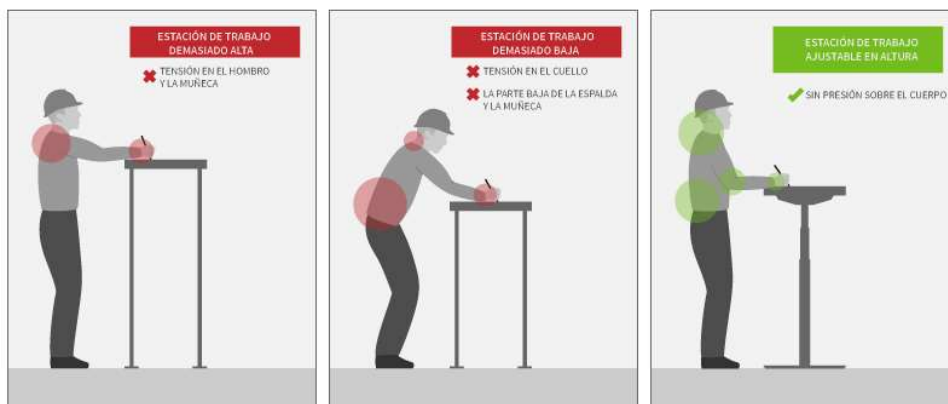 ESTACIÓN DE TRABAJO
DEMASIADO ALTA
TENSIÓN EN EL HOMBRO
Y LA MUÑECA
ESTACIÓN DE TRABAJO
DEMASIADO BAJA
TENSIÓN EN EL CUELLO
LA PARTE BAJA DE LA ESPALDA
Y LA MUÑECA
ESTACIÓN DE TRABAJO
AJUSTABLE EN ALTURA
SIN PRESIÓN SOBRE EL CUERPO